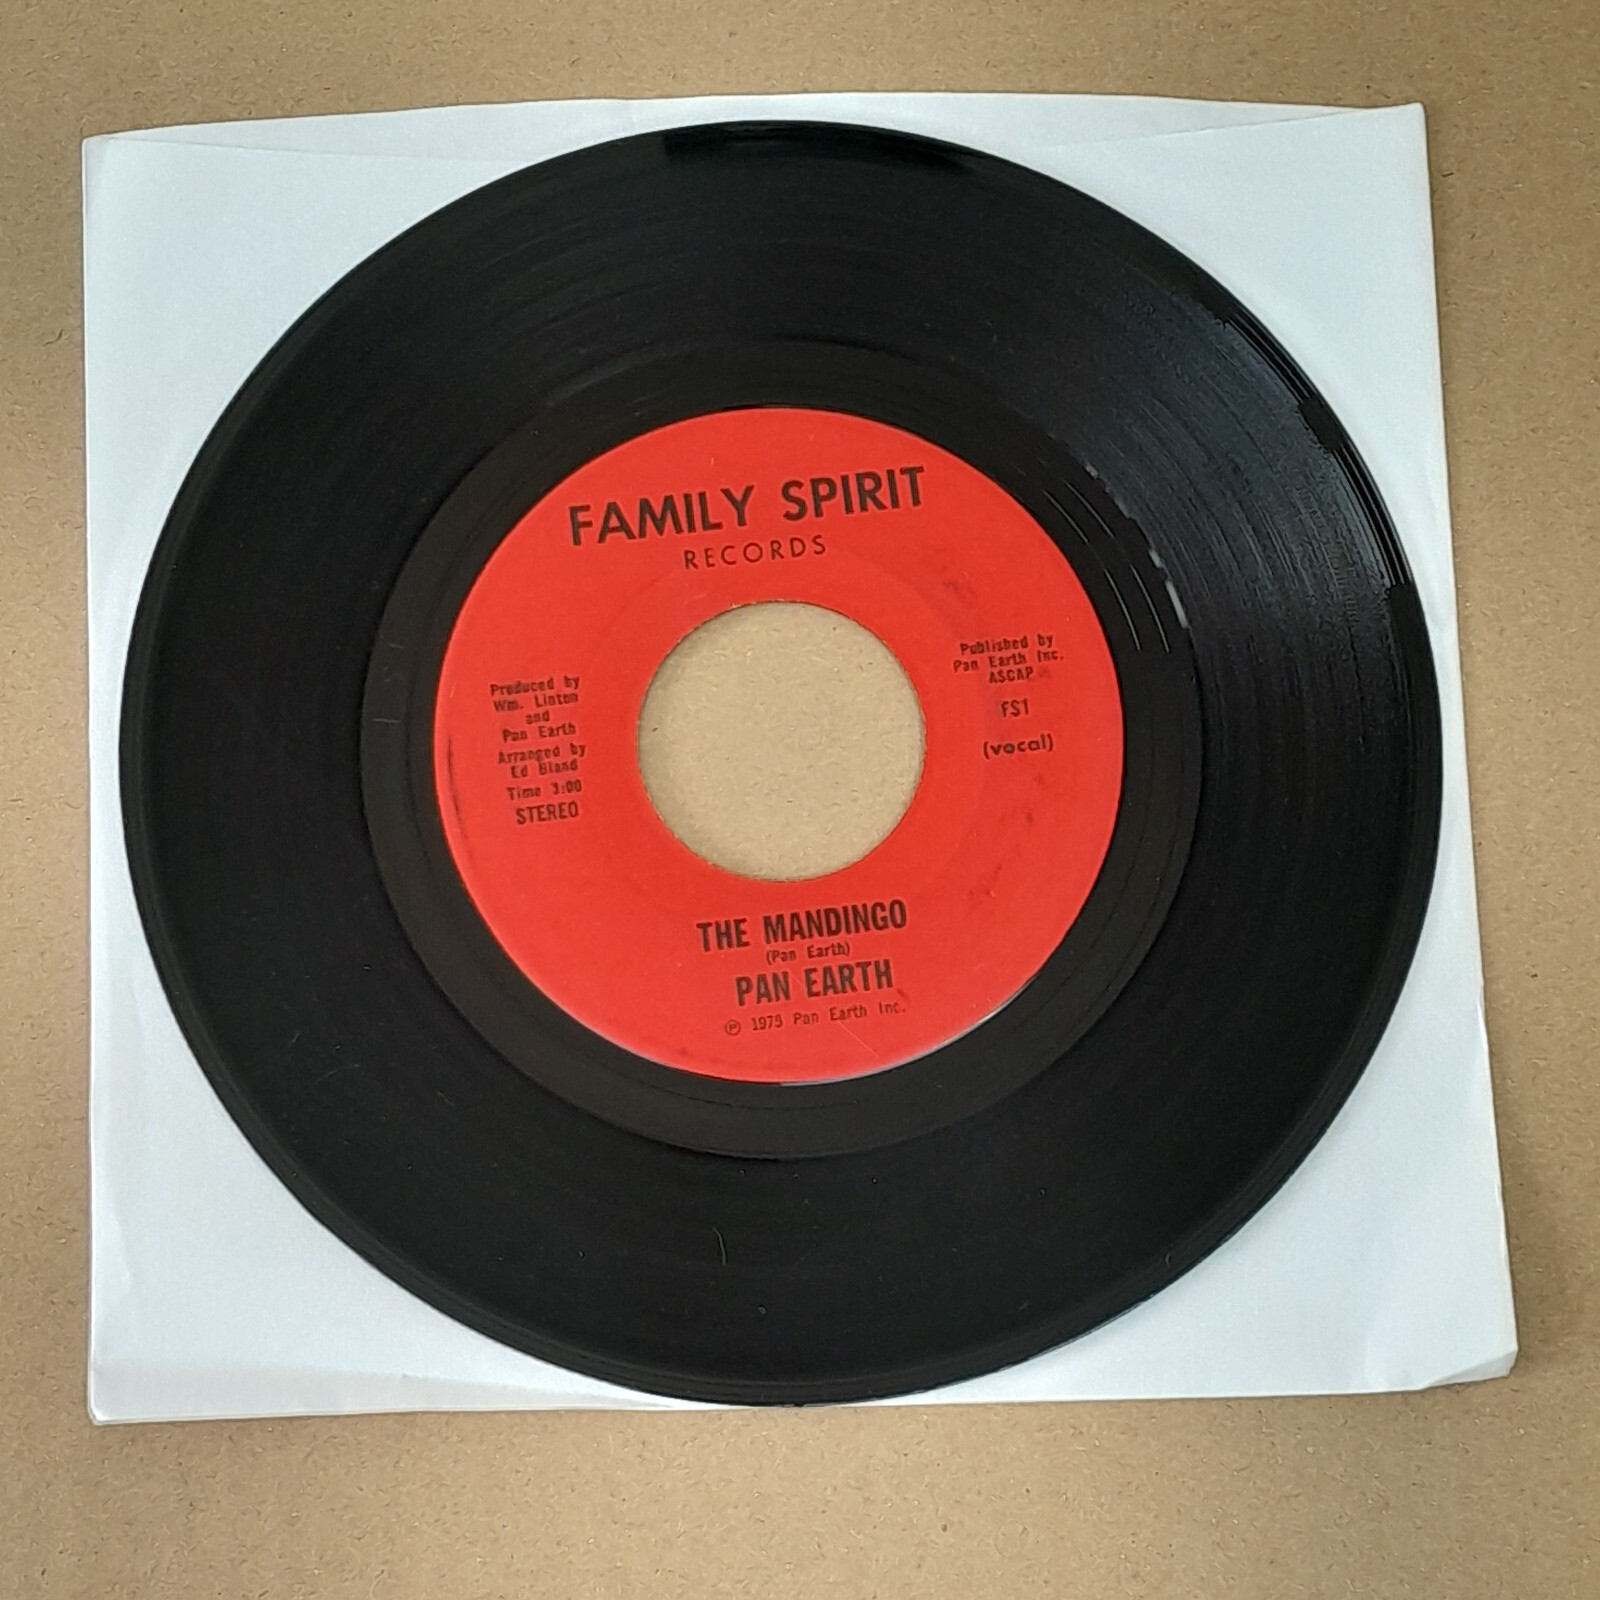 FAMILY SPIRIT
RECORDS
Produced by
Wm. Linton
and
Pan Earth
Arranged by
Ed Bland
Time 3:00
STEREO
Published by
Pan Earth Inc.
ASCAP
FS1
(vocal)
THE MANDINGO
(Pan Earth)
PAN EARTH
Ⓟ 1975 Pan Earth Inc.